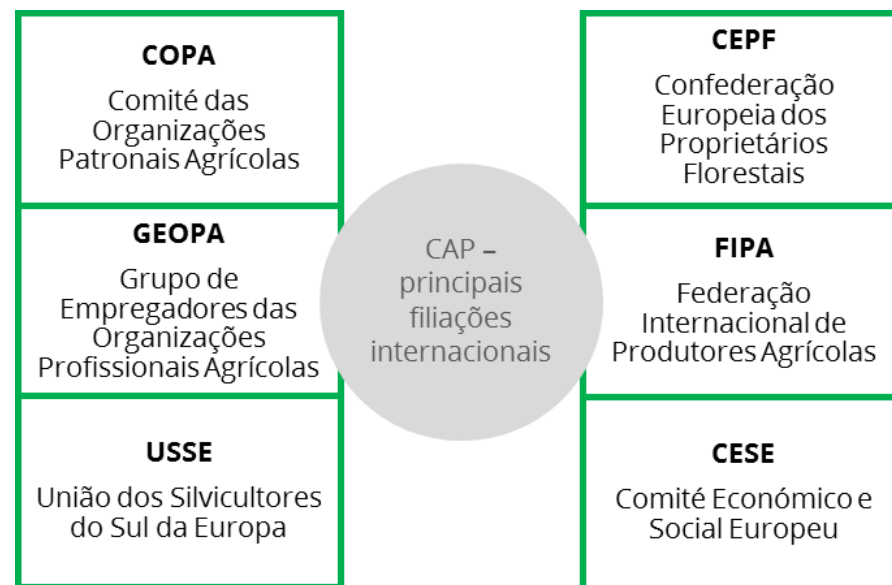 COPA
Comité das
Organizações
Patronais Agrícolas
GEOPA
Grupo de
Empregadores das
Organizações
Profissionais Agrícolas
USSE
União dos Silvicultores
do Sul da Europa
CAP –
principais
filiações
internacionais
CEPF
Confederação
Europeia dos
Proprietários
Florestais
FIPA
Federação
Internacional de
Produtores Agrícolas
CESE
Comité Económico e
Social Europeu